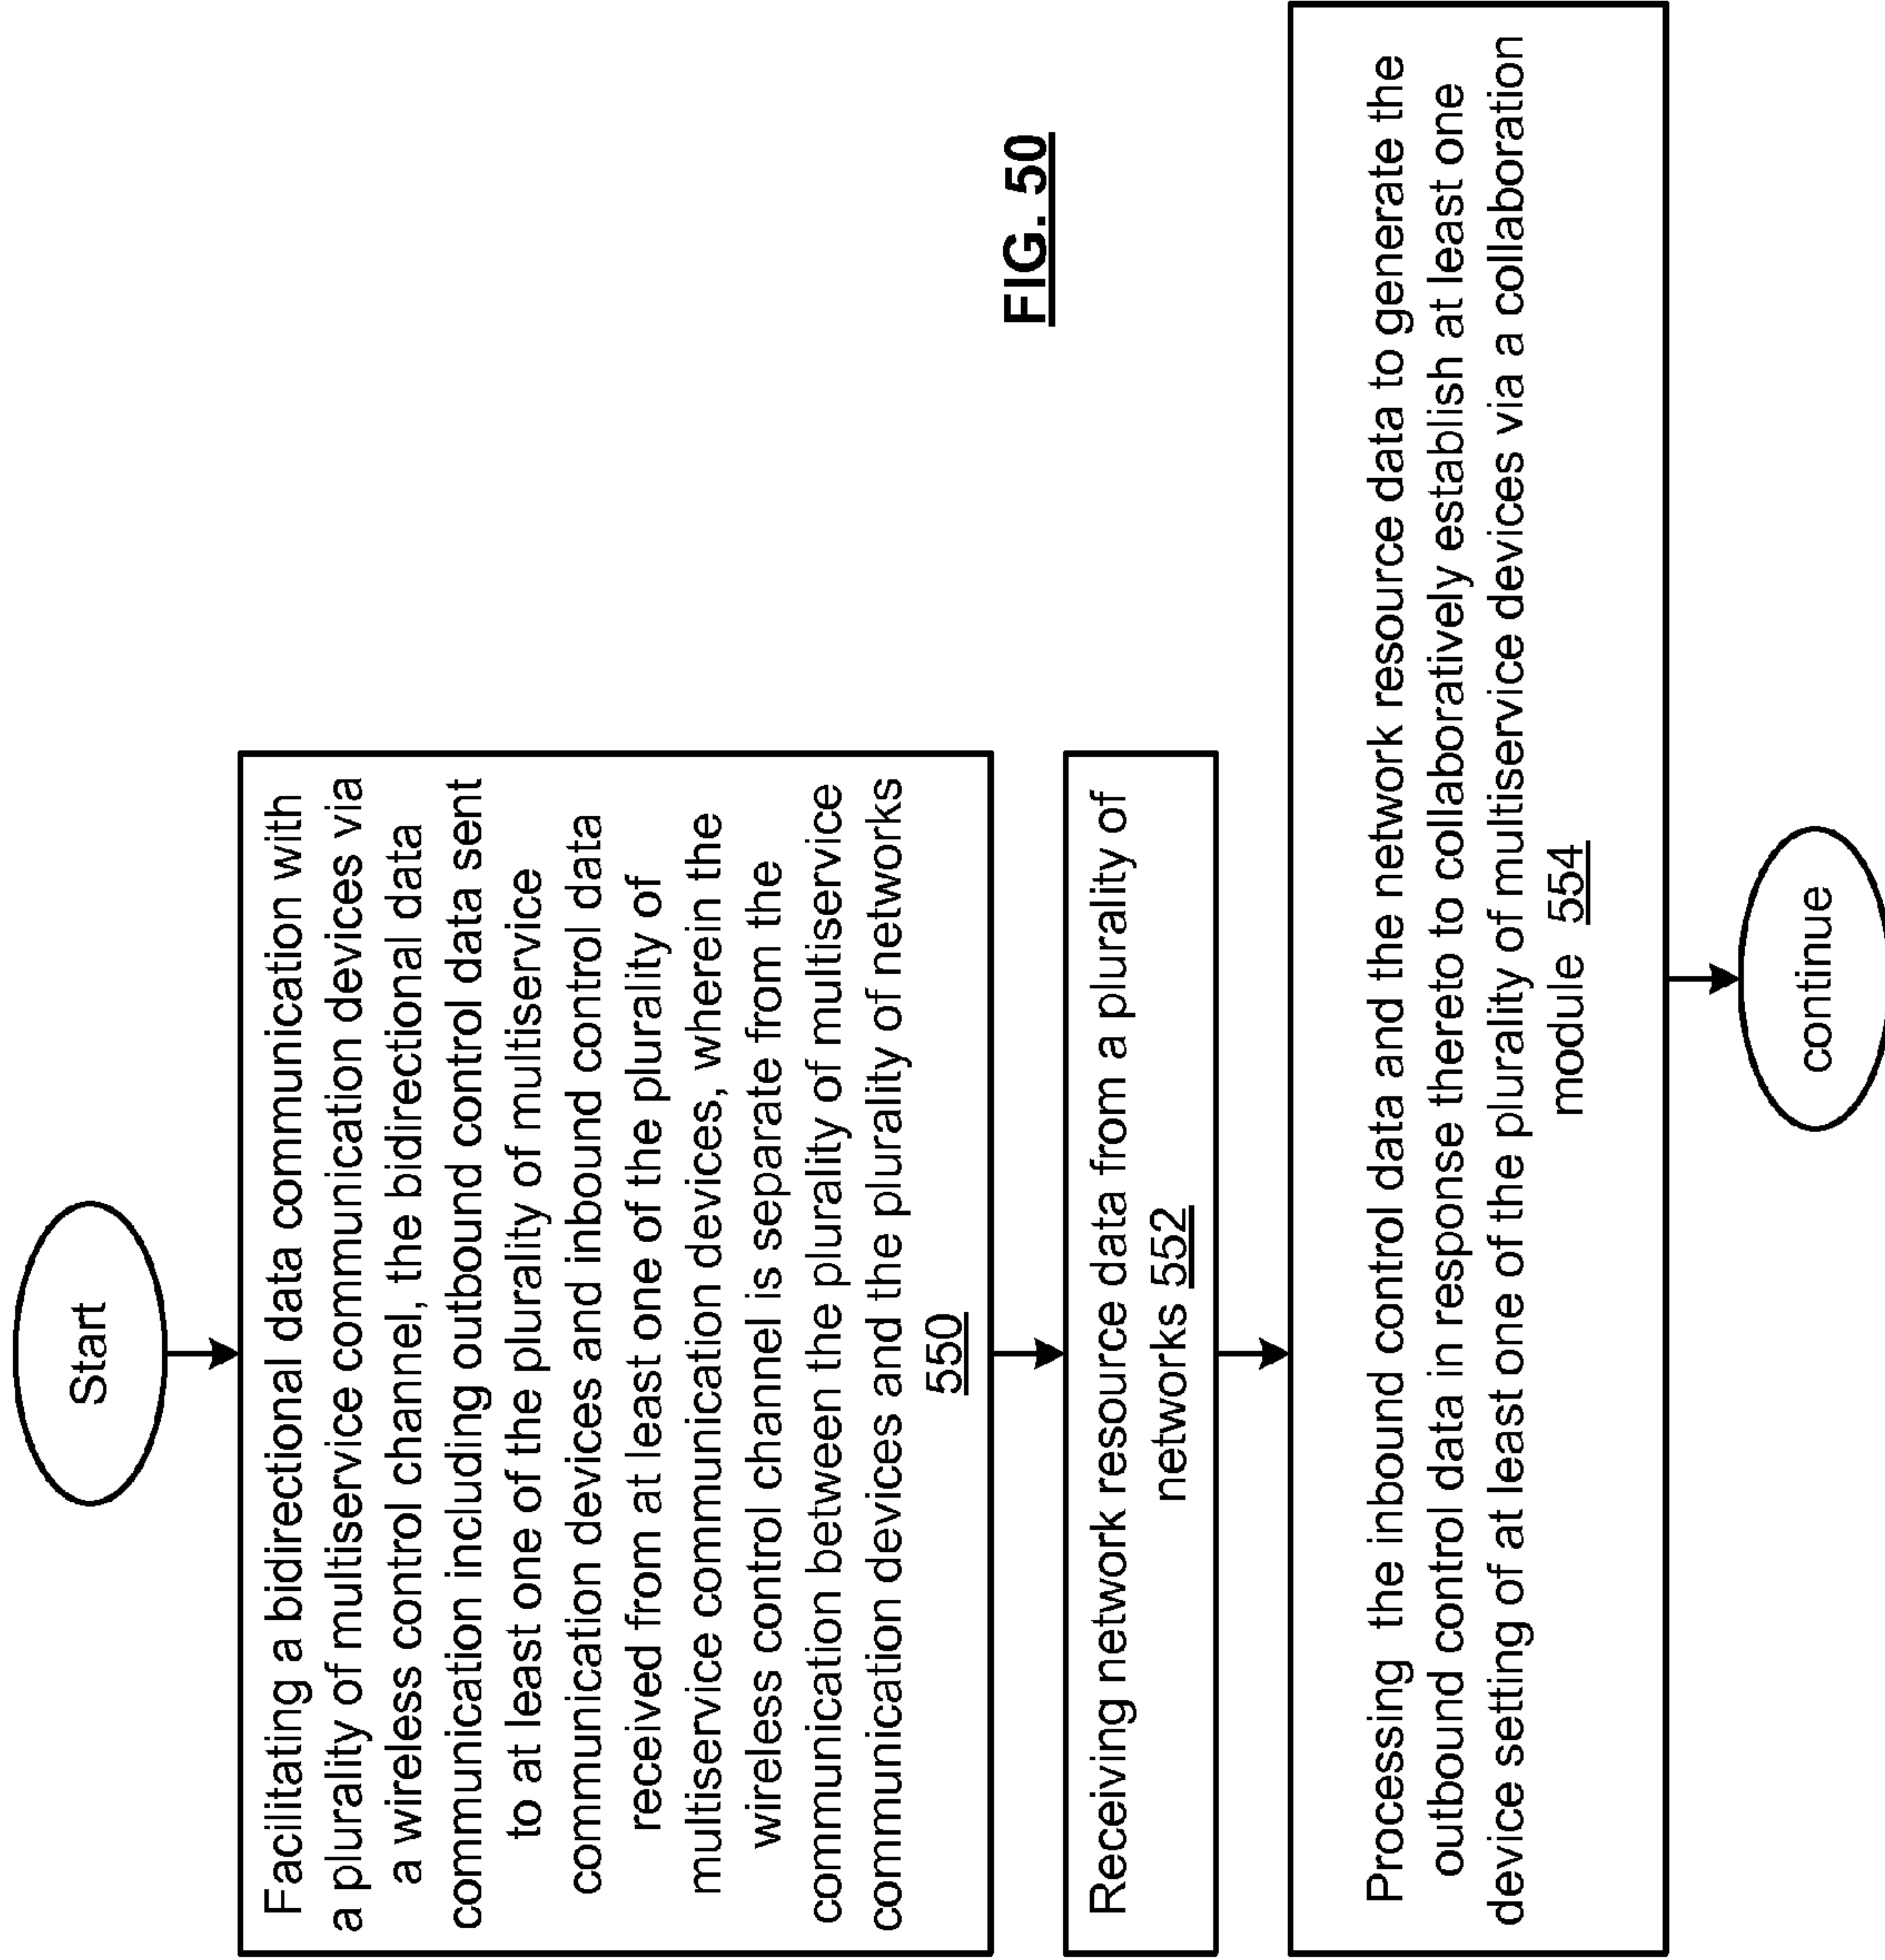 Start
Facilitating a bidirectional data communication with
a plurality of multiservice communication devices via
a wireless control channel, the bidirectional data
communication including outbound control data sent
to at least one of the plurality of multiservice
communication devices and inbound control data
received from at least one of the plurality of
multiservice communication devices, wherein the
wireless control channel is separate from the
communication between the plurality of multiservice
communication devices and the plurality of networks
550
Receiving network resource data from a plurality of
networks 552
Processing the inbound control data and the network resource data to generate the
outbound control data in response thereto to collaboratively establish at least one
device setting of at least one of the plurality of multiservice devices via a collaboration
module 554
continue
FIG. 50